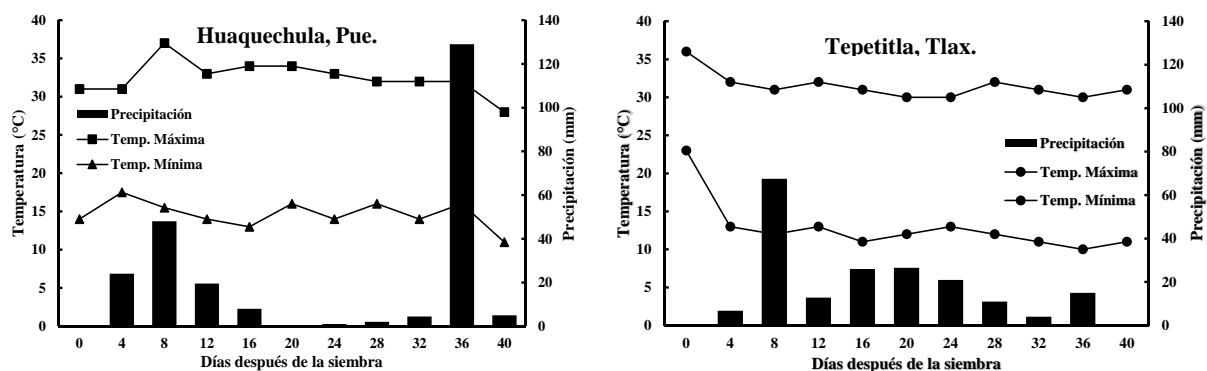 Huaquechula, Pue.
Temperatura (°C)
40
35
30
25
20
15
10
5
0
Precipitación
Temp. Máxima
Temp. Mínima
140
120
100
80
60
40
20
0
Precipitación (mm)
0 4 8 12 16 20 24 28 32 36 40
Días después de la siembra
Tepetitla, Tlax.
Temperatura (°C)
40
35
30
25
20
15
10
5
0
Precipitación
Temp. Máxima
Temp. Mínima
140
120
100
80
60
40
20
0
Precipitación (mm)
0 4 8 12 16 20 24 28 32 36 40
Días después de la siembra